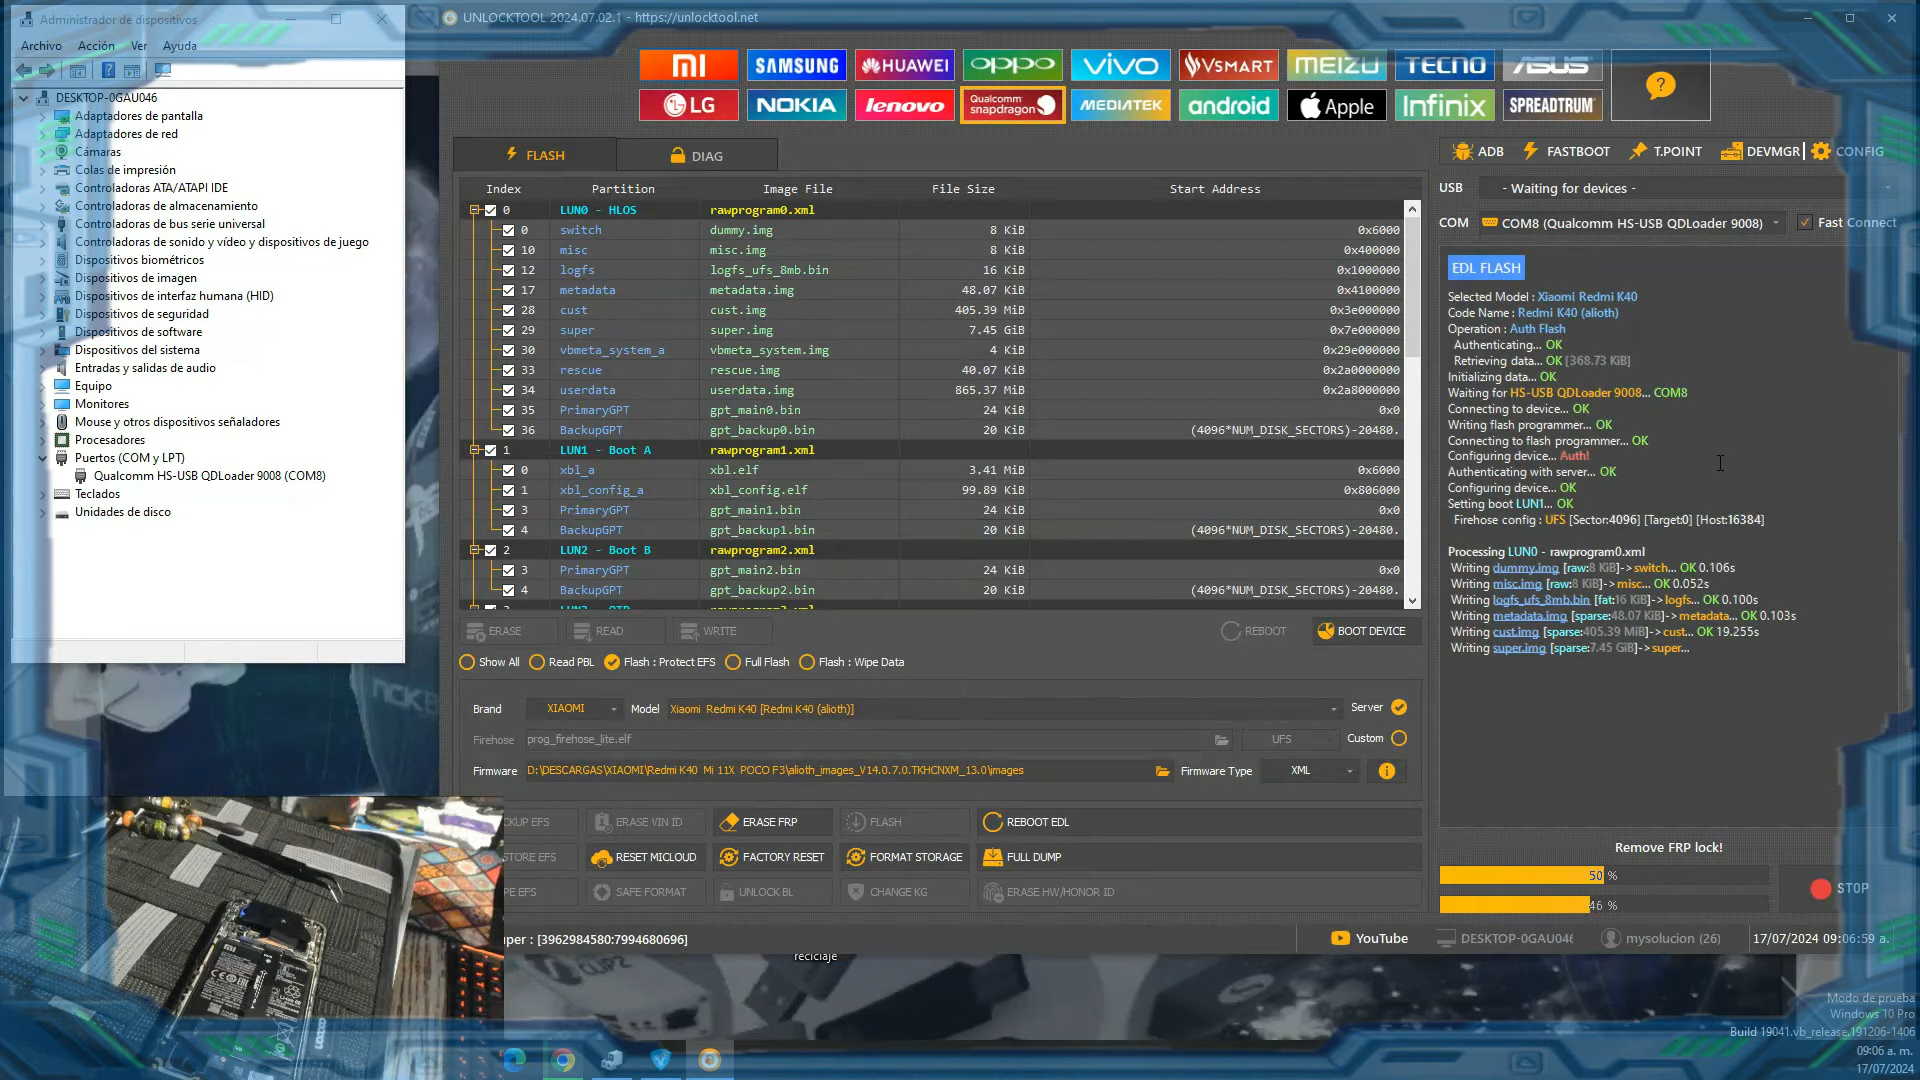 Administrador de dispositivos
Archivo Acción Ver Ayuda
DESKTOP-0GAU046
Adaptadores de pantalla
Adaptadores de red
Cámaras
Colas de impresión
Controladoras ATA/ATAPI IDE
Controladoras de almacenamiento
Controladoras de bus serie universal
Controladoras de sonido y vídeo y dispositivos de juego
Dispositivos biométricos
Dispositivos de imagen
Dispositivos de interfaz humana (HID)
Dispositivos de seguridad
Dispositivos de software
Dispositivos del sistema
Entradas y salidas de audio
Equipo
Monitores
Mouse y otros dispositivos señaladores
Procesadores
Puertos (COM y LPT)
Qualcomm HS-USB QDLoader 9008 (COM8)
Teclados
Unidades de disco
UNLOCKTOOL 2024.07.02.1 - https://unlocktool.net
mi SAMSUNG HUAWEI oppo vivo VSMART MEIZU TECNO ASUS ?
LG NOKIA lenovo Qualcomm snapdragon MEDIATEK android Apple Infinix SPREADTRUM
FLASH DIAG
Index Partition Image File File Size Start Address
0 LUN0 - HLOS rawprogram0.xml
0 switch dummy.img 8 KiB 0x6000
10 misc misc.img 8 KiB 0x400000
12 logfs logfs_ufs_8mb.bin 16 KiB 0x1000000
17 metadata metadata.img 48.07 KiB 0x4100000
28 cust cust.img 405.39 MiB 0x3e000000
29 super super.img 7.45 GiB 0x7e000000
30 vbmeta_system_a vbmeta_system.img 4 KiB 0x29e000000
33 rescue rescue.img 40.07 KiB 0x2a0000000
34 userdata userdata.img 865.37 MiB 0x2a8000000
35 PrimaryGPT gpt_main0.bin 24 KiB 0x0
36 BackupGPT gpt_backup0.bin 20 KiB (4096*NUM_DISK_SECTORS)-20480.
1 LUN1 - Boot A rawprogram1.xml
0 xbl_a xbl.elf 3.41 MiB 0x6000
1 xbl_config_a xbl_config.elf 99.89 KiB 0x806000
3 PrimaryGPT gpt_main1.bin 24 KiB 0x0
4 BackupGPT gpt_backup1.bin 20 KiB (4096*NUM_DISK_SECTORS)-20480.
2 LUN2 - Boot B rawprogram2.xml
3 PrimaryGPT gpt_main2.bin 24 KiB 0x0
4 BackupGPT gpt_backup2.bin 20 KiB (4096*NUM_DISK_SECTORS)-20480.
ERASE READ WRITE REBOOT BOOT DEVICE
Show All Read PBL Flash : Protect EFS Full Flash Flash : Wipe Data
Brand XIAOMI Model Xiaomi Redmi K40 [Redmi K40 (alioth)] Server
Firehose prog_firehose_lite.elf UFS Custom
Firmware D:\DESCARGAS\XIAOMI\Redmi K40 Mi 11X POCO F3\alioth_images_V14.0.7.0.TKHCNXM_13.0\images Firmware Type XML
CKUP EFS ERASE VIN ID ERASE FRP FLASH REBOOT EDL
STORE EFS RESET MICLOUD FACTORY RESET FORMAT STORAGE FULL DUMP
PE EFS SAFE FORMAT UNLOCK BL CHANGE KG ERASE HW/HONOR ID
uper : [3962984580:7994680696]
YouTube DESKTOP-0GAU046 mysolucion (26) 17/07/2024 09:06:59 a.
reciclaje
ADB FASTBOOT T.POINT DEVMGR CONFIG
USB - Waiting for devices -
COM COM8 (Qualcomm HS-USB QDLoader 9008) Fast Connect
EDL FLASH
Selected Model : Xiaomi Redmi K40
Code Name : Redmi K40 (alioth)
Operation : Auth Flash
Authenticating... OK
Retrieving data... OK [368.73 KiB]
Initializing data... OK
Waiting for HS-USB QDLoader 9008... COM8
Connecting to device... OK
Writing flash programmer... OK
Connecting to flash programmer... OK
Configuring device... Auth!
Authenticating with server... OK
Configuring device... OK
Setting boot LUN1... OK
Firehose config : UFS [Sector:4096] [Target:0] [Host:16384]
Processing LUN0 - rawprogram0.xml
Writing dummy.img [raw:8 KiB]->switch... OK 0.106s
Writing misc.img [raw:8 KiB]->misc... OK 0.052s
Writing logfs_ufs_8mb.bin [fat:16 KiB]->logfs... OK 0.100s
Writing metadata.img [sparse:48.07 KiB]->metadata... OK 0.103s
Writing cust.img [sparse:405.39 MiB]->cust... OK 19.255s
Writing super.img [sparse:7.45 GiB]->super...
Remove FRP lock!
50 %
46 %
STOP
Modo de prueba
Windows 10 Pro
Build 19041.vb_release.191206-1406
09:06 a. m.
17/07/2024